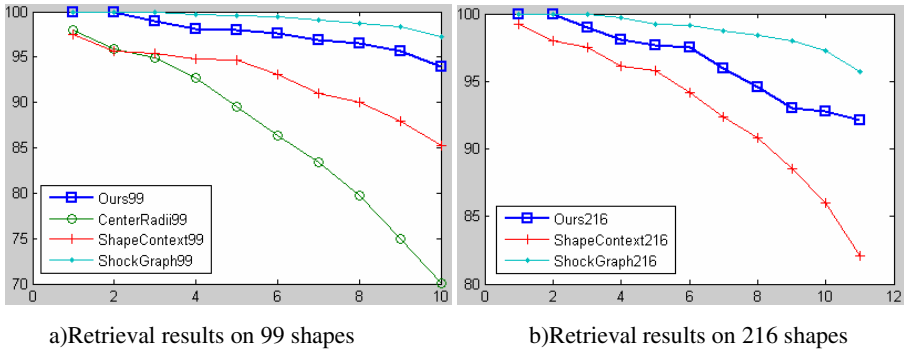 100
95
90
85
80
75
70
0
2
4
6
8
10
Ours99
CenterRadii99
ShapeContext99
ShockGraph99
a)Retrieval results on 99 shapes
100
95
90
85
80
0
2
4
6
8
10
12
Ours216
ShapeContext216
ShockGraph216
b)Retrieval results on 216 shapes